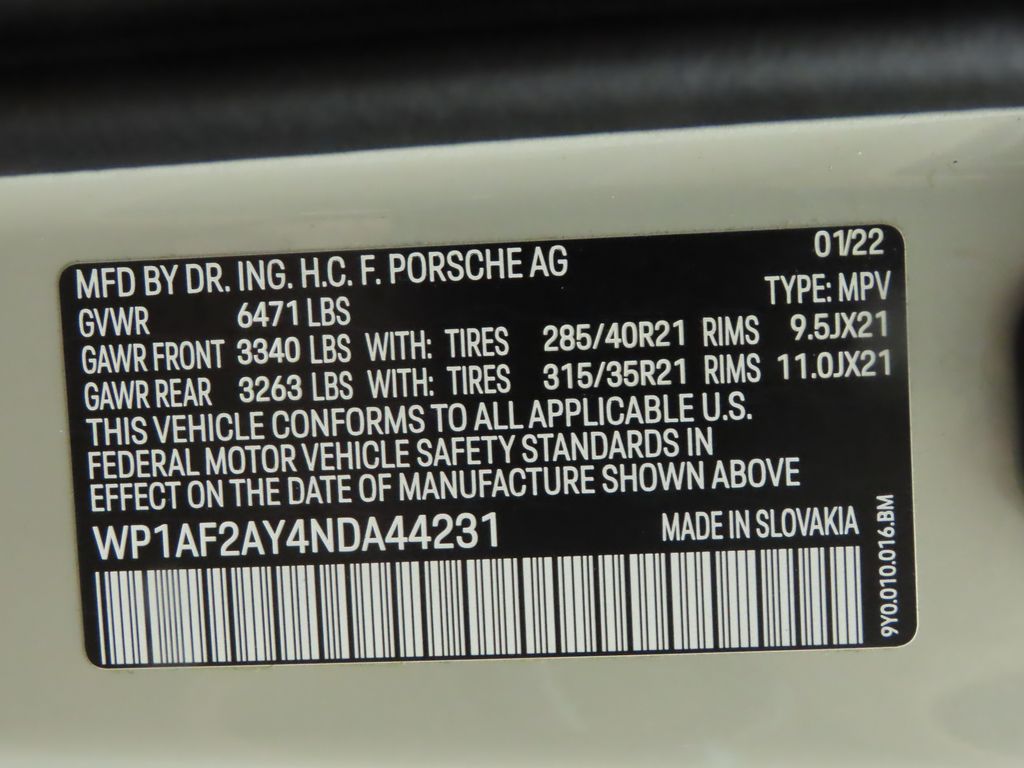 MFD BY DR. ING. H.C. F. PORSCHE AG 01/22
GVWR 6471 LBS TYPE: MPV
GAWR FRONT 3340 LBS WITH: TIRES 285/40R21 RIMS 9.5JX21
GAWR REAR 3263 LBS WITH: TIRES 315/35R21 RIMS 11.0JX21
THIS VEHICLE CONFORMS TO ALL APPLICABLE U.S.
FEDERAL MOTOR VEHICLE SAFETY STANDARDS IN
EFFECT ON THE DATE OF MANUFACTURE SHOWN ABOVE
WP1AF2AY4NDA44231 MADE IN SLOVAKIA
9Y0.010.016.BM